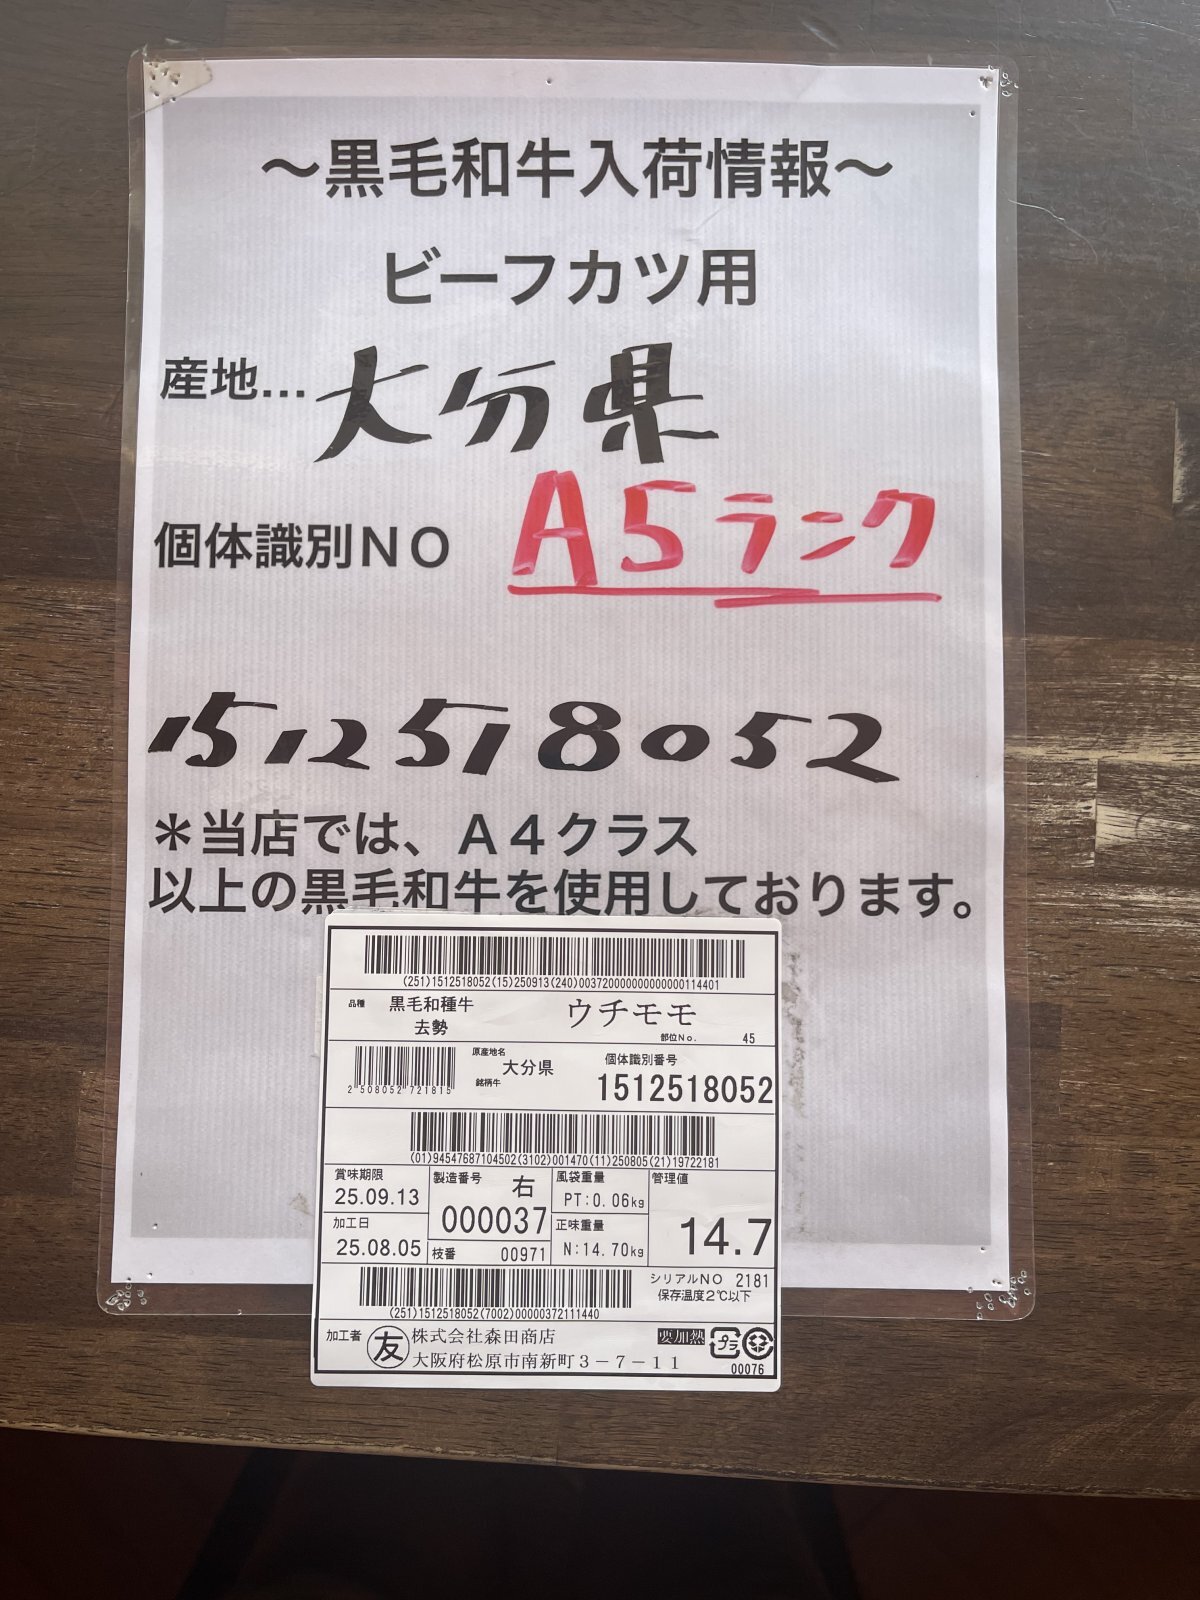 ～黒毛和牛入荷情報～
ビーフカツ用
産地... 大分県
A5ランク
個体識別NO
1512518052
＊当店では、A4クラス
以上の黒毛和牛を使用しております。
(251)1512518052(15)250913(240)0037200000000000000114401
品種 黒毛和種牛 ウチモモ
去勢 部位No. 45
原産地名 大分県 個体識別番号
銘柄牛 1512518052
2 508052 721815
(01)94547687104502(3102)001470(11)250805(21)19722181
賞味期限 製造番号 右 風袋重量 管理値
25.09.13 000037 PT:0.06kg 14.7
加工日 正味重量
25.08.05 枝番 00971 N:14.70kg
シリアルNO 2181
保存温度2℃以下
(251)1512518052(7002)00000372111440
加工者 友 株式会社森田商店 要加熱 プラ
大阪府松原市南新町3-7-11 00076